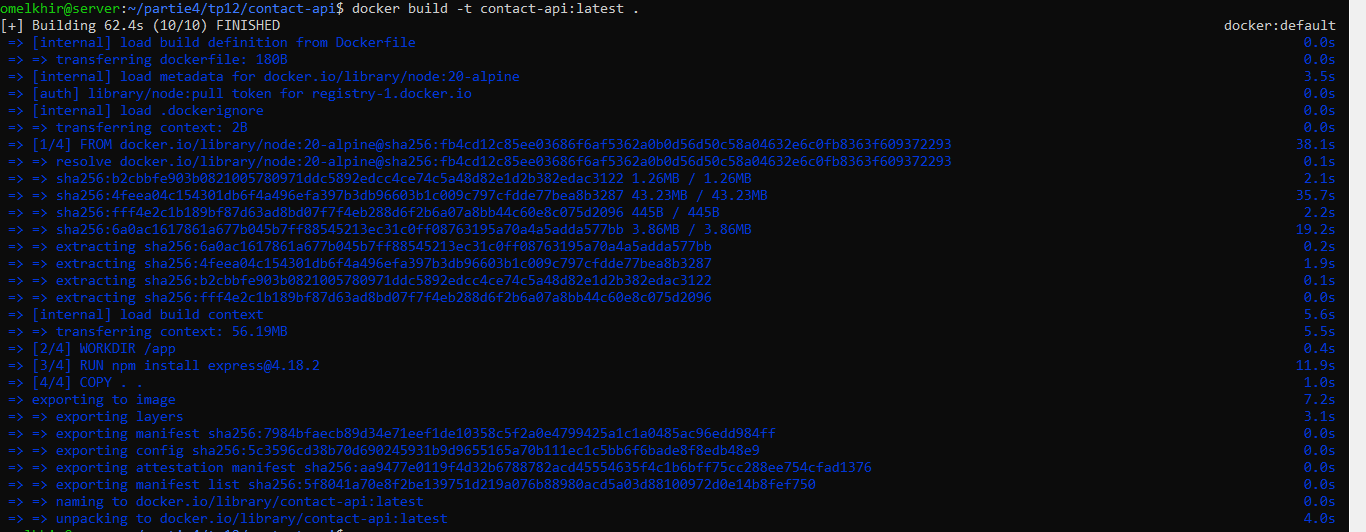 omelkhir@server:~/partie4/tp12/contact-api$ docker build -t contact-api:latest .
[+] Building 62.4s (10/10) FINISHED docker:default
=> [internal] load build definition from Dockerfile 0.0s
=> => transferring dockerfile: 180B 0.0s
=> [internal] load metadata for docker.io/library/node:20-alpine 3.5s
=> [auth] library/node:pull token for registry-1.docker.io 0.0s
=> [internal] load .dockerignore 0.0s
=> => transferring context: 2B 0.0s
=> [1/4] FROM docker.io/library/node:20-alpine@sha256:fb4cd12c85ee03686f6af5362a0b0d56d50c58a04632e6c0fb8363f609372293 38.1s
=> => resolve docker.io/library/node:20-alpine@sha256:fb4cd12c85ee03686f6af5362a0b0d56d50c58a04632e6c0fb8363f609372293 0.1s
=> => sha256:b2cbbfe903b0821005780971ddc5892edcc4ce74c5a48d82e1d2b382edac3122 1.26MB / 1.26MB 2.1s
=> => sha256:4feea04c154301db6f4a496efa397b3db96603b1c009c797cfdde77bea8b3287 43.23MB / 43.23MB 35.7s
=> => sha256:fff4e2c1b189bf87d63ad8bd07f7f4eb288d6f2b6a07a8bb44c60e8c075d2096 445B / 445B 2.2s
=> => sha256:6a0ac1617861a677b045b7ff88545213ec31c0ff08763195a70a4a5adda577bb 3.86MB / 3.86MB 19.2s
=> => extracting sha256:6a0ac1617861a677b045b7ff88545213ec31c0ff08763195a70a4a5adda577bb 0.2s
=> => extracting sha256:4feea04c154301db6f4a496efa397b3db96603b1c009c797cfdde77bea8b3287 1.9s
=> => extracting sha256:b2cbbfe903b0821005780971ddc5892edcc4ce74c5a48d82e1d2b382edac3122 0.1s
=> => extracting sha256:fff4e2c1b189bf87d63ad8bd07f7f4eb288d6f2b6a07a8bb44c60e8c075d2096 0.0s
=> [internal] load build context 5.6s
=> => transferring context: 56.19MB 5.5s
=> [2/4] WORKDIR /app 0.4s
=> [3/4] RUN npm install express@4.18.2 11.9s
=> [4/4] COPY . . 1.0s
=> exporting to image 7.2s
=> => exporting layers 3.1s
=> => exporting manifest sha256:7984bfaecb89d34e71eef1de10358c5f2a0e4799425a1c1a0485ac96edd984ff 0.0s
=> => exporting config sha256:5c3596cd38b70d690245931b9d9655165a70b111ec1c5bb6f6bade8f8edb48e9 0.0s
=> => exporting attestation manifest sha256:aa9477e0119f4d32b6788782acd45554635f4c1b6bff75cc288ee754cfad1376 0.0s
=> => exporting manifest list sha256:5f8041a70e8f2be139751d219a076b88980acd5a03d88100972d0e14b8fef750 0.0s
=> => naming to docker.io/library/contact-api:latest 0.0s
=> => unpacking to docker.io/library/contact-api:latest 4.0s